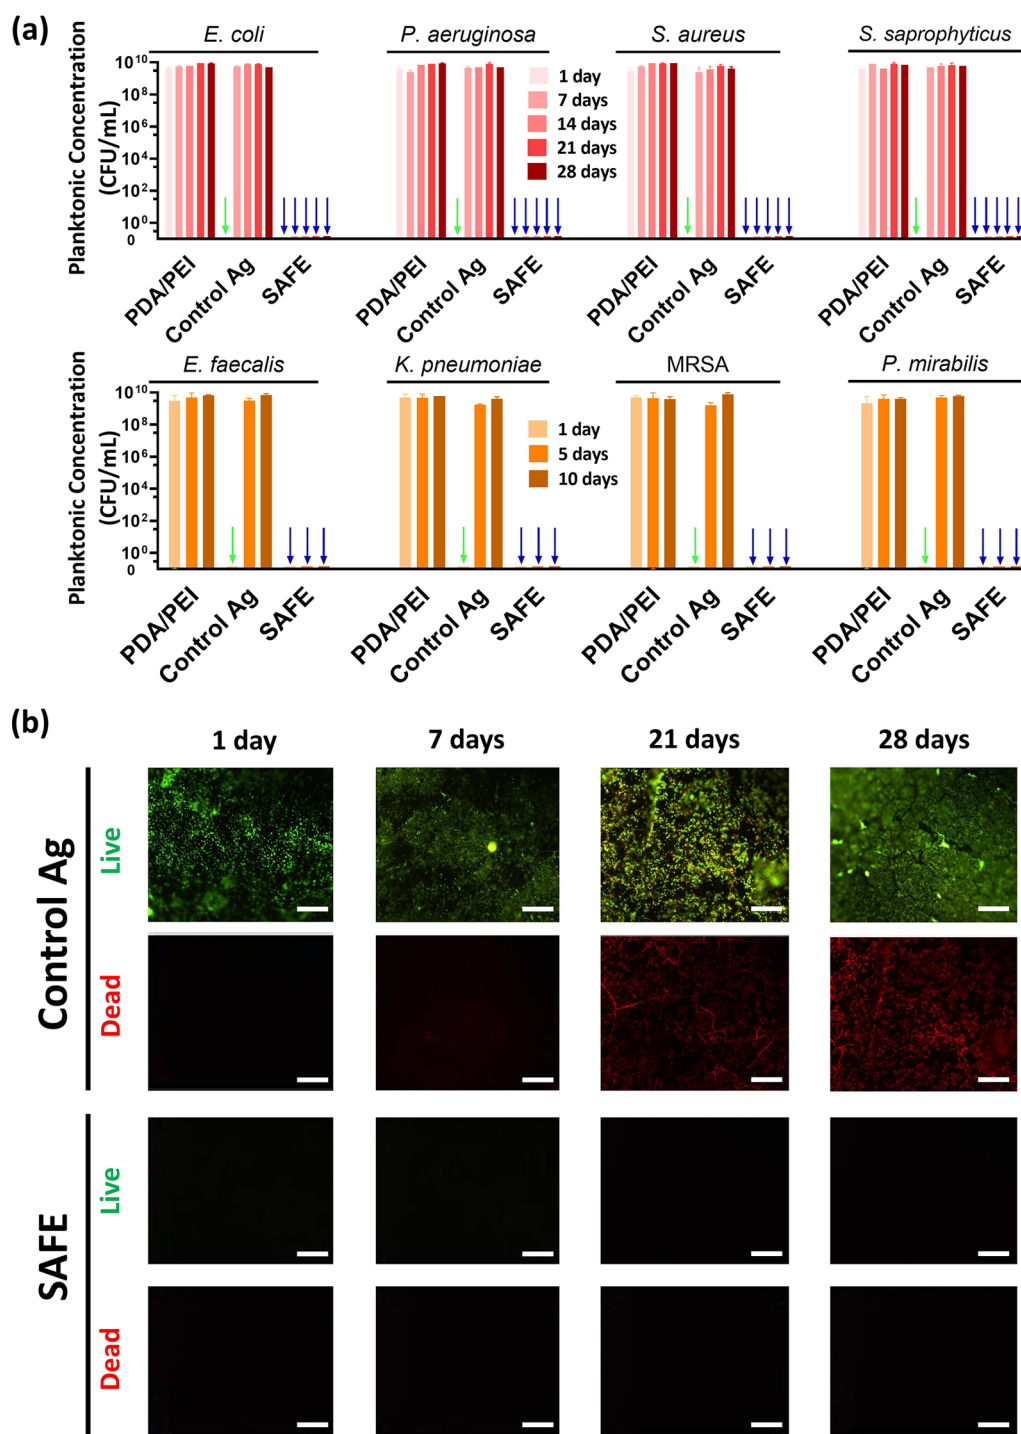 (a)
E. coli
P. aeruginosa
S. aureus
S. saprophyticus
Planktonic Concentration
(CFU/mL)
10^10
10^8
10^6
10^4
10^2
10^0
0
1 day
7 days
14 days
21 days
28 days
PDA/PEI
Control Ag
SAFE
PDA/PEI
Control Ag
SAFE
PDA/PEI
Control Ag
SAFE
PDA/PEI
Control Ag
SAFE
E. faecalis
K. pneumoniae
MRSA
P. mirabilis
Planktonic Concentration
(CFU/mL)
10^10
10^8
10^6
10^4
10^2
10^0
0
1 day
5 days
10 days
PDA/PEI
Control Ag
SAFE
PDA/PEI
Control Ag
SAFE
PDA/PEI
Control Ag
SAFE
PDA/PEI
Control Ag
SAFE
(b)
1 day
7 days
21 days
28 days
Control Ag
Live
Dead
SAFE
Live
Dead